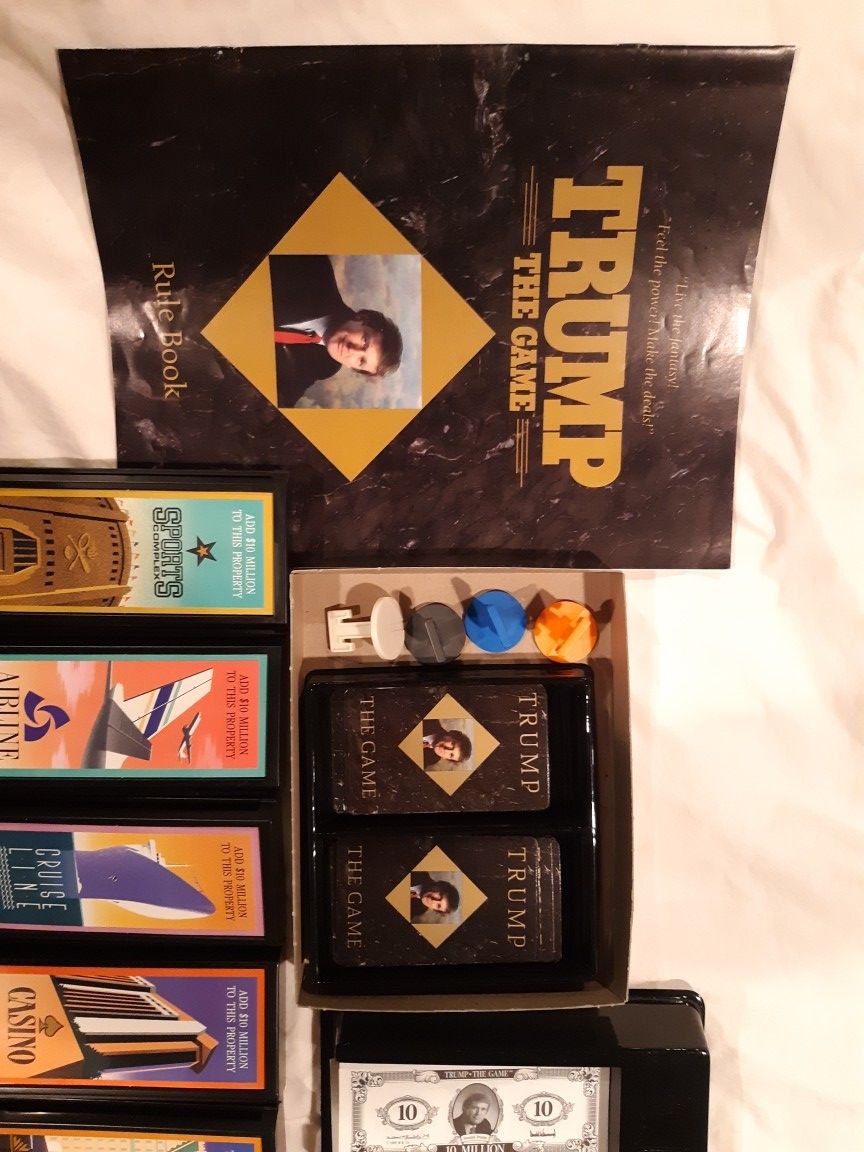 "Live the fantasy!
Feel the power! Make the deals!"
TRUMP
THE GAME
Rule Book
ADD $10 MILLION
TO THIS PROPERTY
SPORTS
COMPLEX
ADD $10 MILLION
TO THIS PROPERTY
AIRLINE
ADD $10 MILLION
TO THIS PROPERTY
CRUISE
LINE
ADD $10 MILLION
TO THIS PROPERTY
CASINO
TRUMP
THE GAME
TRUMP
THE GAME
TRUMP • THE GAME™
10
10
10 MILLION